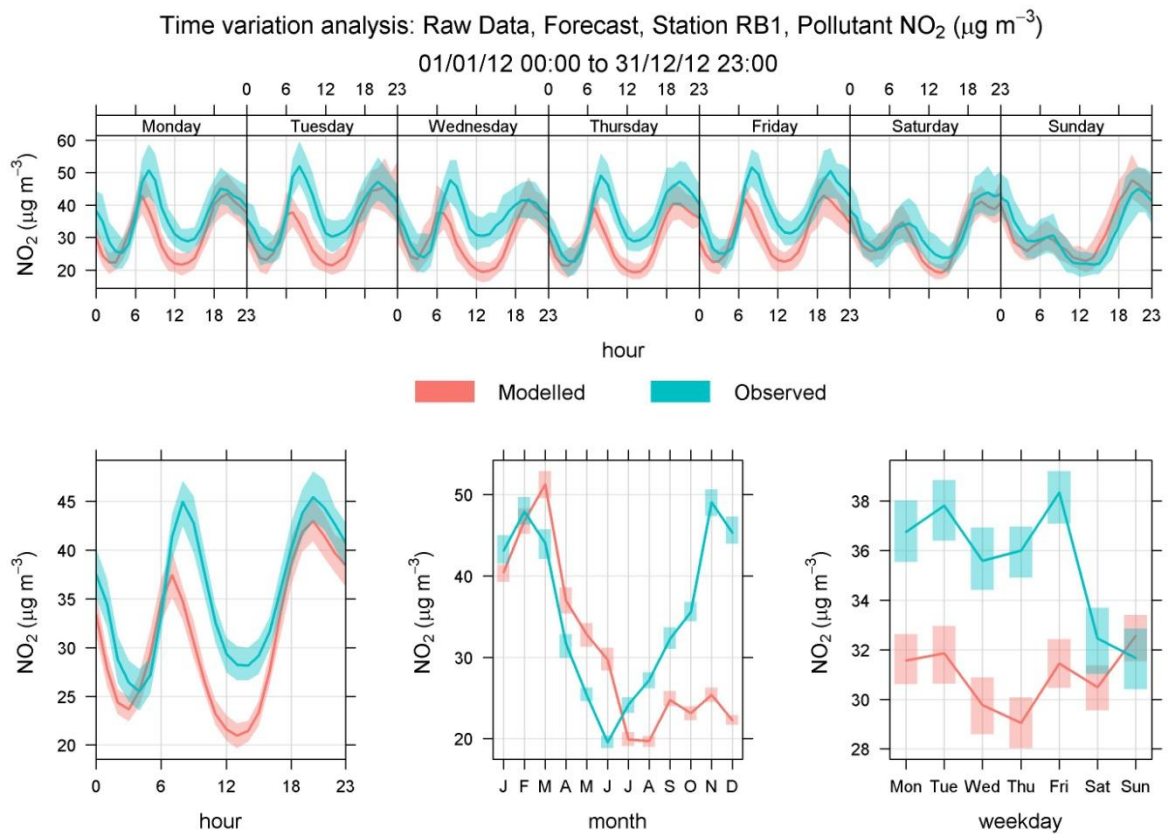 Time variation analysis: Raw Data, Forecast, Station RB1, Pollutant NO₂ (μg m⁻³)
01/01/12 00:00 to 31/12/12 23:00
0 6 12 18 23 0 6 12 18 23 0 6 12 18 23
Monday Tuesday Wednesday Thursday Friday Saturday Sunday
60
50
40
30
20
NO₂ (μg m⁻³)
0 6 12 18 23 0 6 12 18 23 0 6 12 18 23 0 6 12 18 23
hour
Modelled Observed
45
40
35
30
25
20
NO₂ (μg m⁻³)
0 6 12 18 23
0 6 12 18 23
hour
50
40
30
20
NO₂ (μg m⁻³)
J F M A M J J A S O N D
month
38
36
34
32
30
28
NO₂ (μg m⁻³)
Mon Tue Wed Thu Fri Sat Sun
weekday